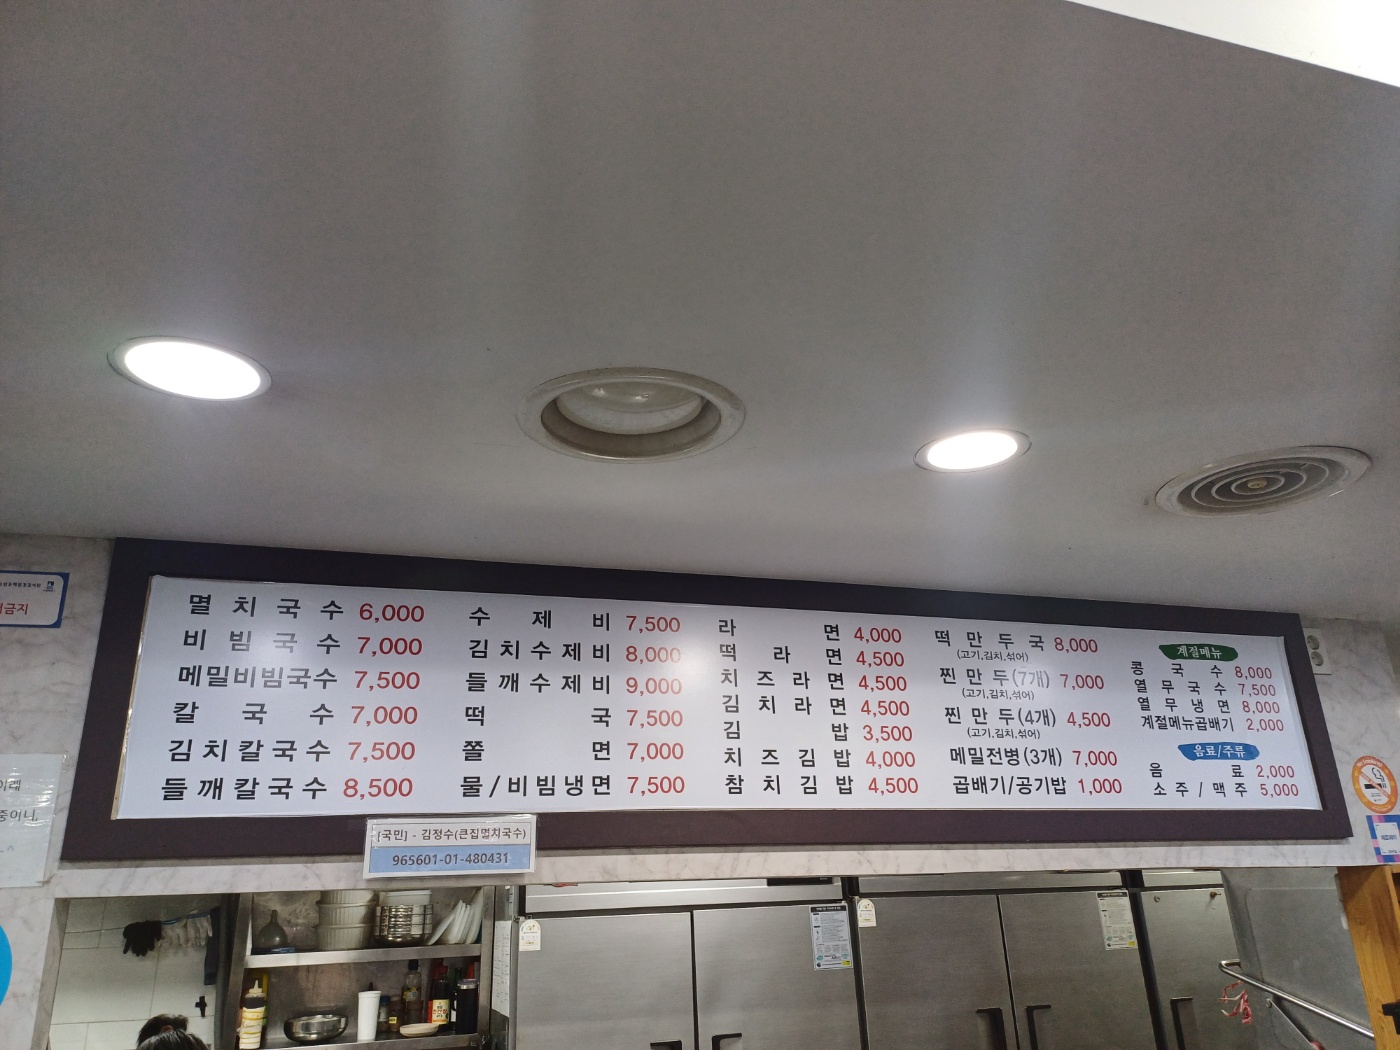 멸치국수 6,000
비빔국수 7,000
메밀비빔국수 7,500
칼국수 7,000
김치칼국수 7,500
들깨칼국수 8,500
수제비 7,500
김치수제비 8,000
들깨수제비 9,000
떡국 7,500
쫄면 7,000
물/비빔냉면 7,500
라면 4,000
떡라면 4,500
치즈라면 4,500
김치라면 4,500
김밥 3,500
치즈김밥 4,000
참치김밥 4,500
떡만두국 8,000
(고기,김치,섞어)
찐만두(7개) 7,000
(고기,김치,섞어)
찐만두(4개) 4,500
(고기,김치,섞어)
메밀전병(3개) 7,000
곱배기/공기밥 1,000
계절메뉴
콩국수 8,000
열무국수 7,500
열무냉면 8,000
계절메뉴곱배기 2,000
음료/주류
음료 2,000
소주/맥주 5,000
[국민] - 김정수(큰집멸치국수)
965601-01-480431
금지